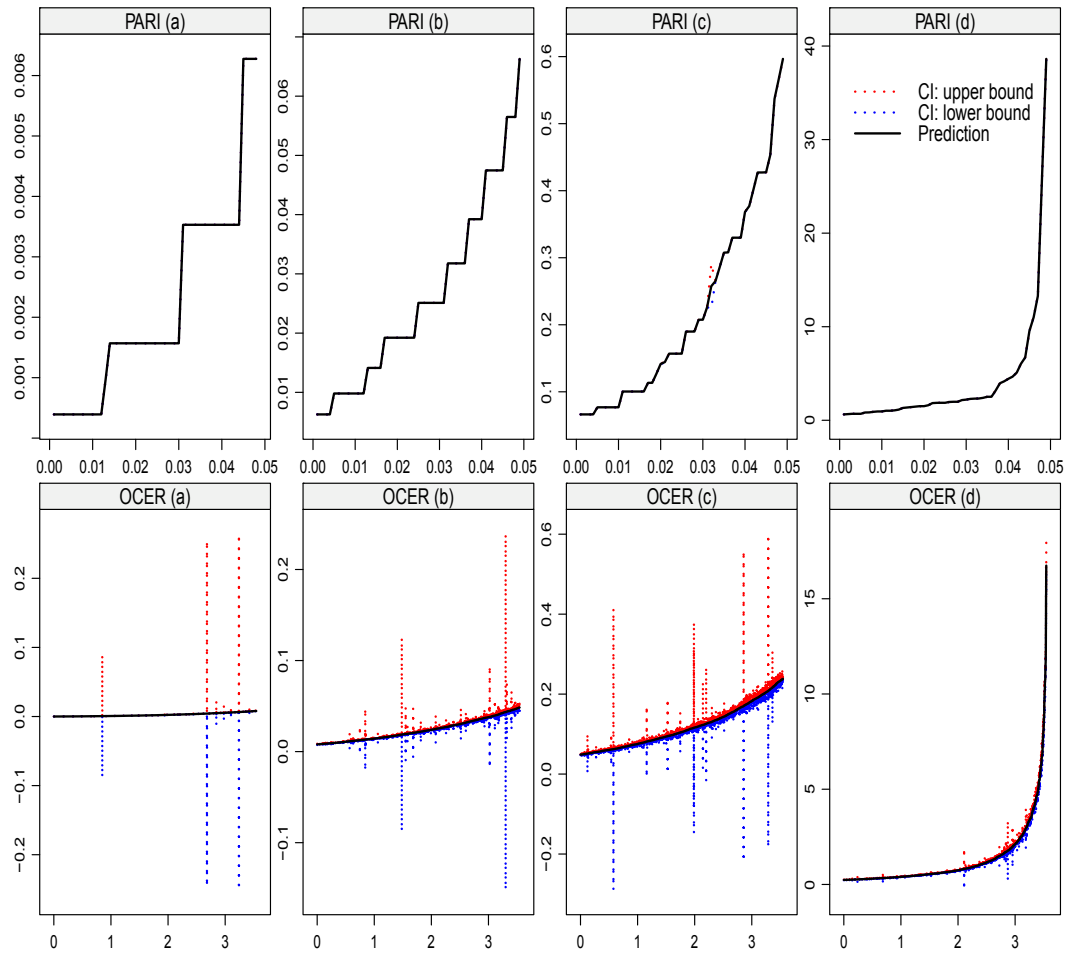 PARI (a)
PARI (b)
PARI (c)
PARI (d)
0.001
0.002
0.003
0.004
0.005
0.006
0.01
0.02
0.03
0.04
0.05
0.06
0.1
0.2
0.3
0.4
0.5
0.6
0
10
20
30
40
CI: upper bound
CI: lower bound
Prediction
0.00 0.01 0.02 0.03 0.04 0.05
0.00 0.01 0.02 0.03 0.04 0.05
0.00 0.01 0.02 0.03 0.04 0.05
0.00 0.01 0.02 0.03 0.04 0.05
OCER (a)
OCER (b)
OCER (c)
OCER (d)
−0.2
−0.1
0.0
0.1
0.2
−0.1
0.0
0.1
0.2
−0.2
0.0
0.2
0.4
0.6
0
5
10
15
0 1 2 3
0 1 2 3
0 1 2 3
0 1 2 3